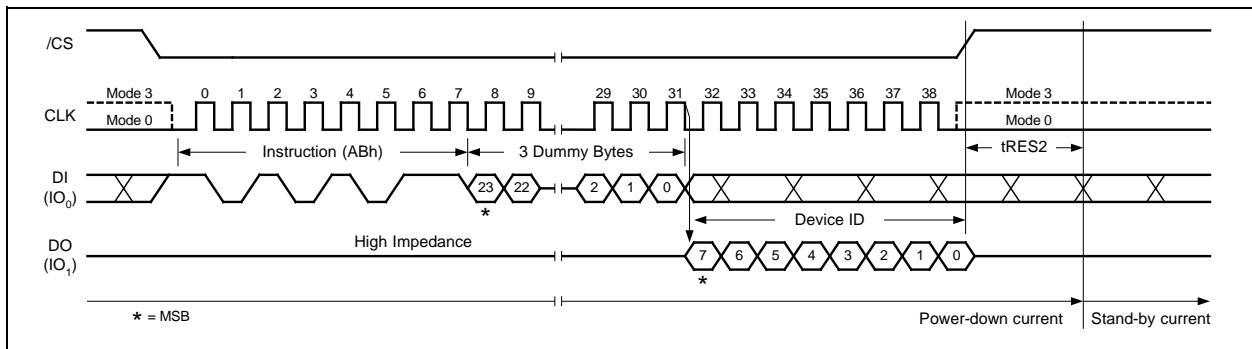 /CS
Mode 3 0 1 2 3 4 5 6 7 8 9 29 30 31 32 33 34 35 36 37 38 Mode 3
CLK
Mode 0 Mode 0
Instruction (ABh) 3 Dummy Bytes tRES2
DI
(IO0)
23 22 2 1 0
*
Device ID
High Impedance
DO
(IO1)
7 6 5 4 3 2 1 0
*
* = MSB
Power-down current Stand-by current